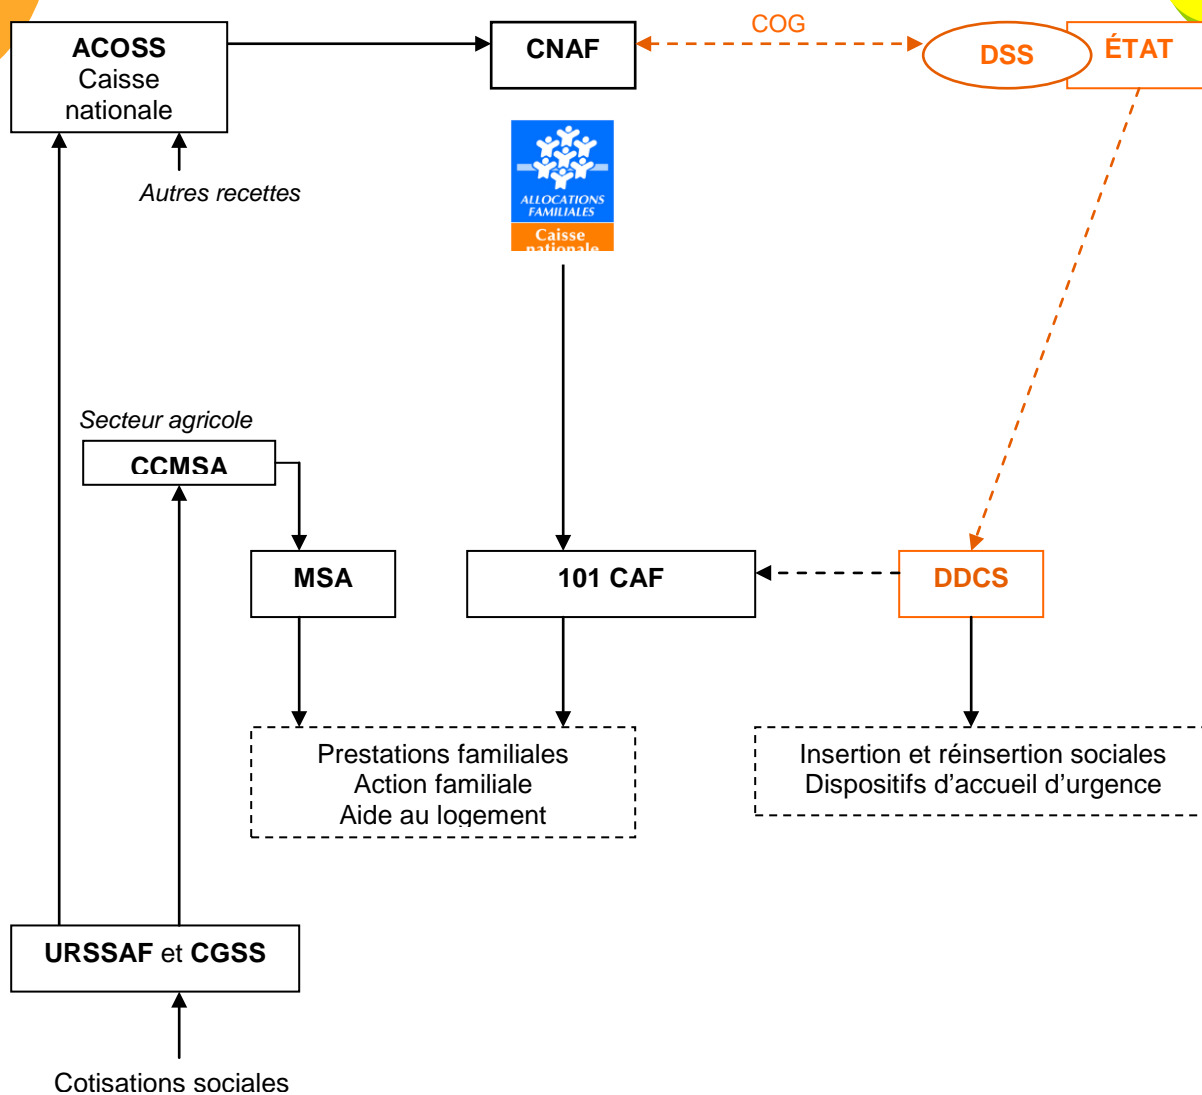 ACOSS
Caisse
nationale
CNAF
COG
DSS
ÉTAT
Autres recettes
ALLOCATIONS
FAMILIALES
Caisse
nationale
Secteur agricole
CCMSA
MSA
101 CAF
DDCS
Prestations familiales
Action familiale
Aide au logement
Insertion et réinsertion sociales
Dispositifs d’accueil d’urgence
URSSAF et CGSS
Cotisations sociales